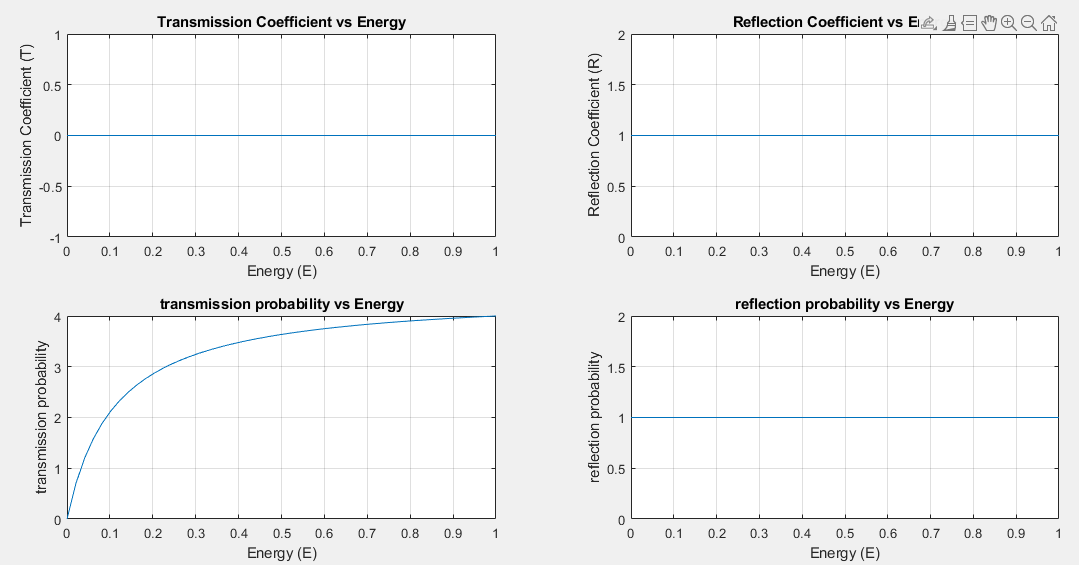 Transmission Coefficient vs Energy
Transmission Coefficient (T)
1
0.5
0
-0.5
-1
0 0.1 0.2 0.3 0.4 0.5 0.6 0.7 0.8 0.9 1
Energy (E)
Reflection Coefficient vs E
Reflection Coefficient (R)
2
1.5
1
0.5
0
0 0.1 0.2 0.3 0.4 0.5 0.6 0.7 0.8 0.9 1
Energy (E)
transmission probability vs Energy
transmission probability
4
3
2
1
0
0 0.1 0.2 0.3 0.4 0.5 0.6 0.7 0.8 0.9 1
Energy (E)
reflection probability vs Energy
reflection probability
2
1.5
1
0.5
0
0 0.1 0.2 0.3 0.4 0.5 0.6 0.7 0.8 0.9 1
Energy (E)